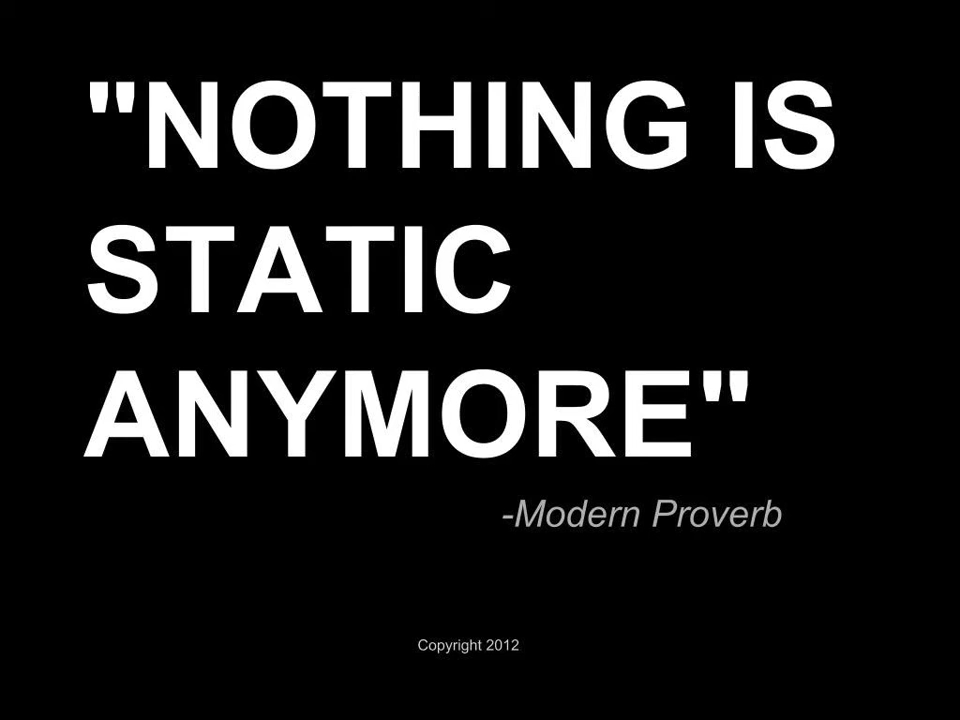 "NOTHING IS
STATIC
ANYMORE"
-Modern Proverb
Copyright 2012